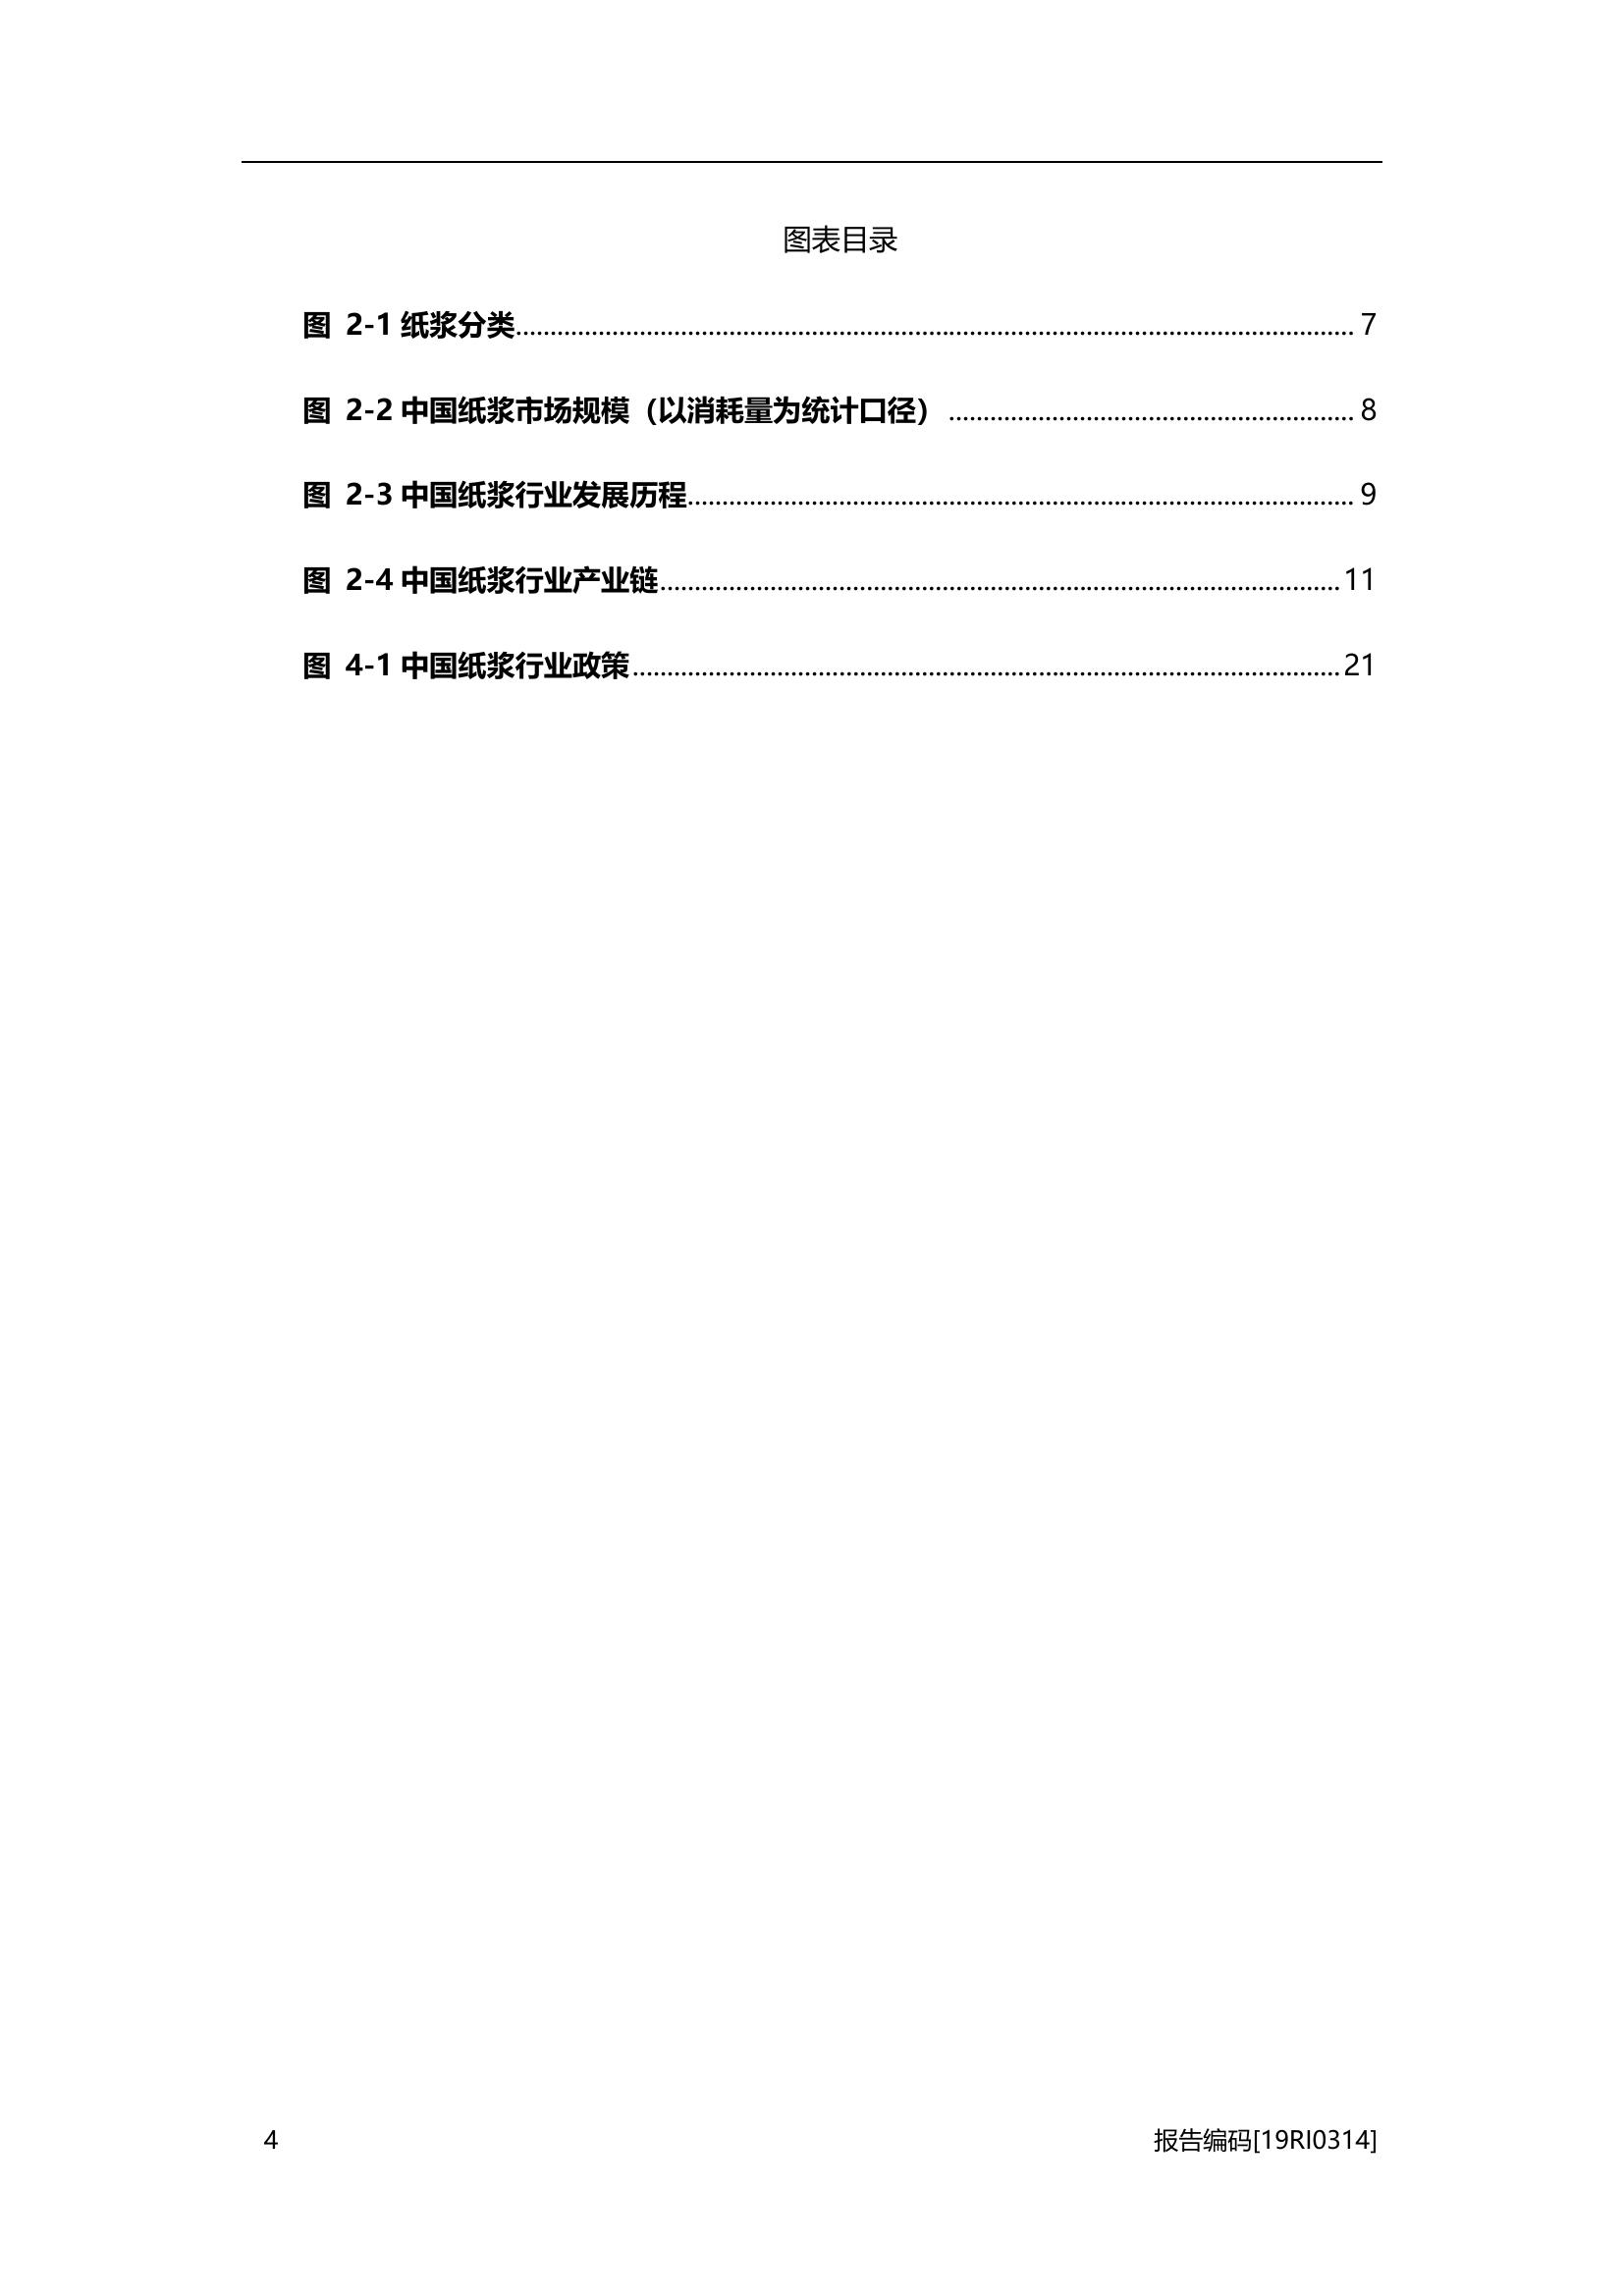 图表目录
图 2-1 纸浆分类........................................ 7
图 2-2 中国纸浆市场规模（以消耗量为统计口径）........................................ 8
图 2-3 中国纸浆行业发展历程........................................ 9
图 2-4 中国纸浆行业产业链........................................ 11
图 4-1 中国纸浆行业政策........................................ 21
4 报告编码[19RI0314]